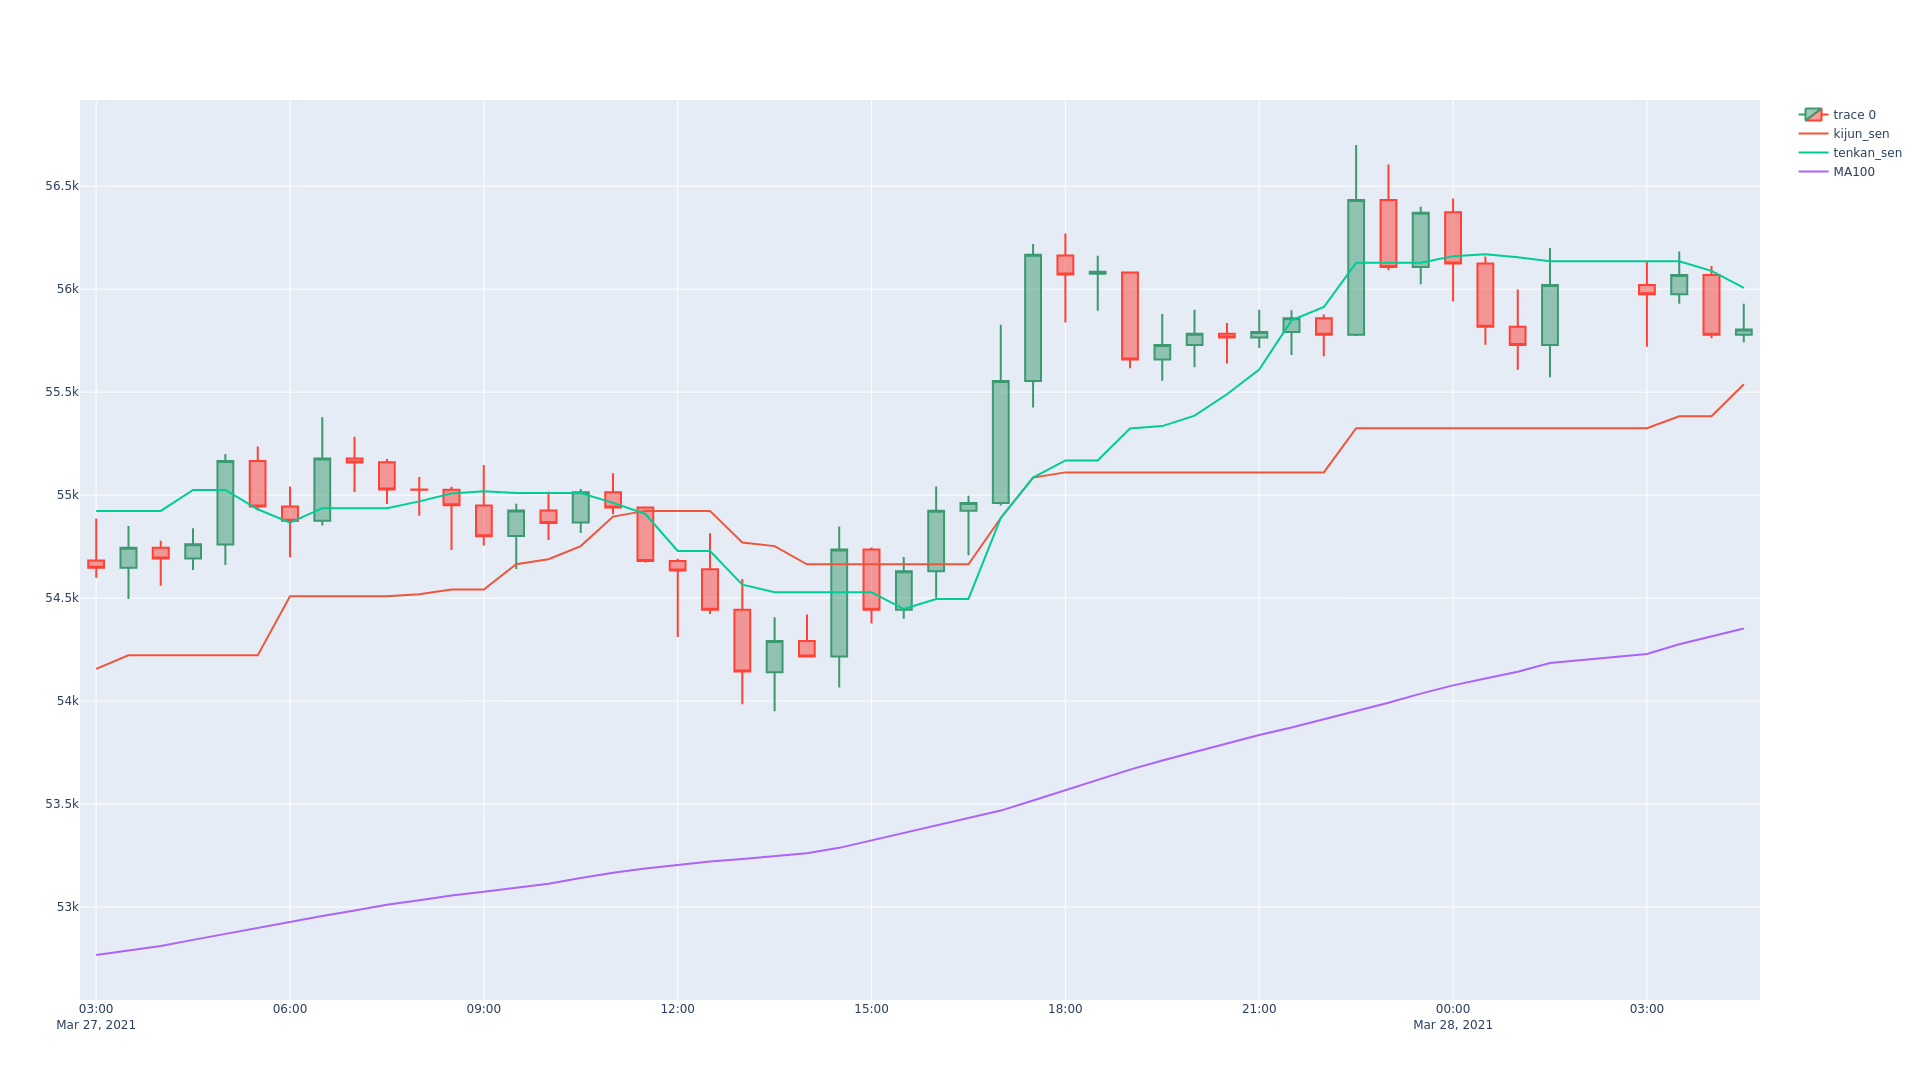 trace 0
kijun_sen
tenkan_sen
MA100
56.5k
56k
55.5k
55k
54.5k
54k
53.5k
53k
03:00 06:00 09:00 12:00 15:00 18:00 21:00 00:00 03:00
Mar 27, 2021 Mar 28, 2021